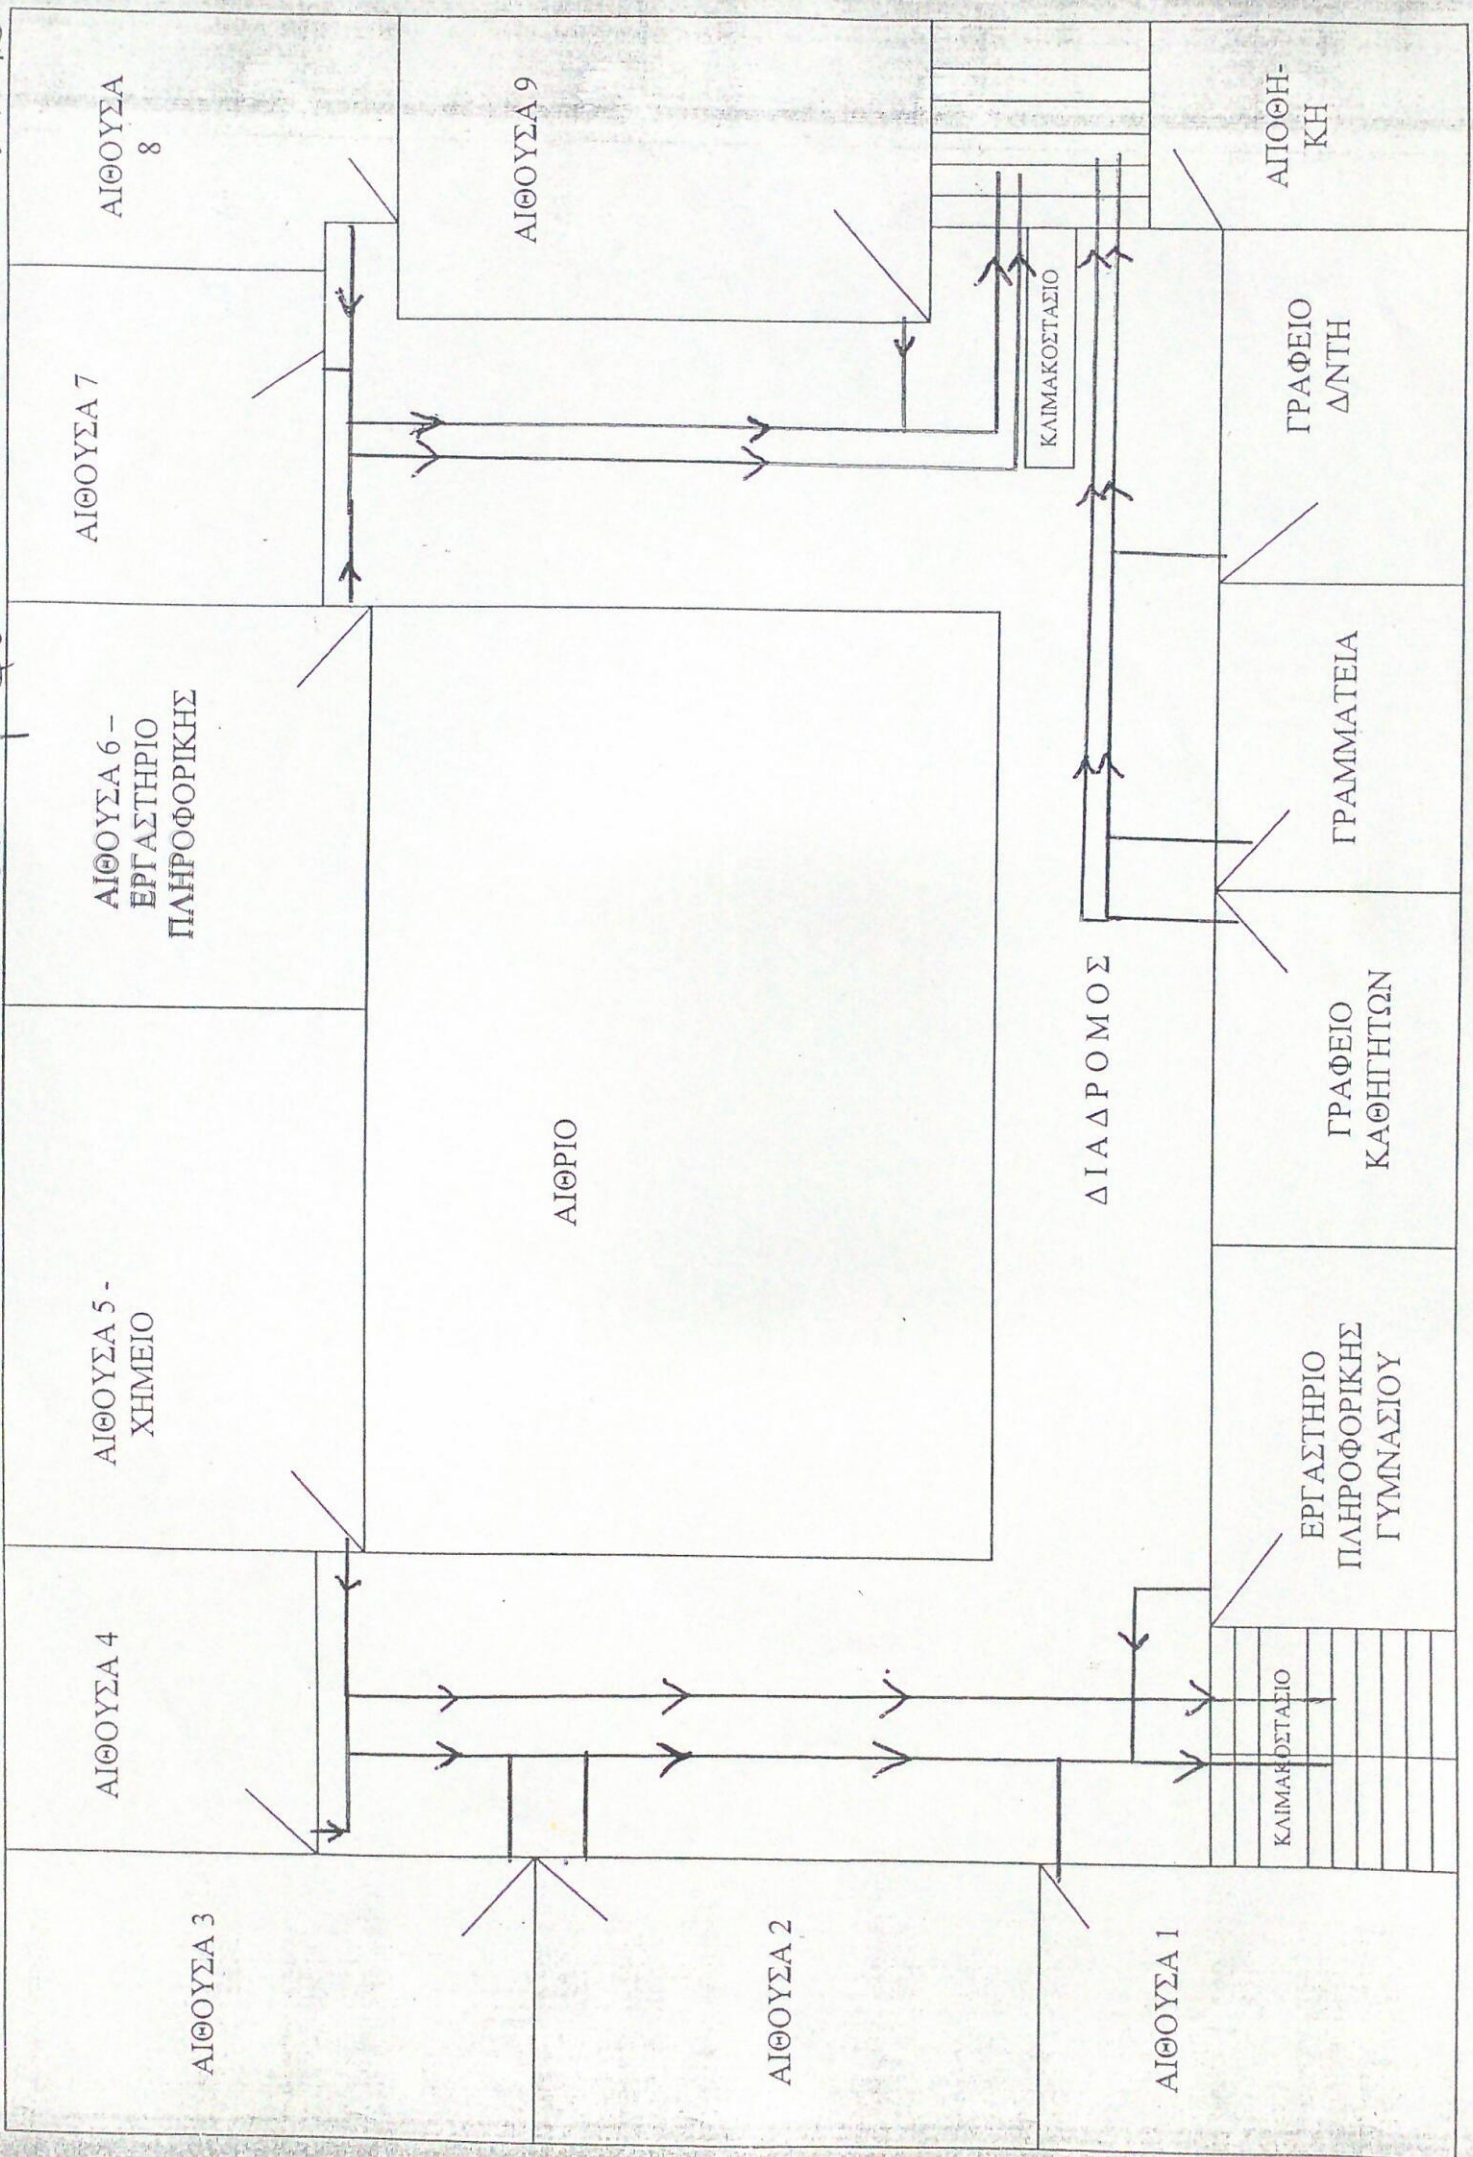 ΑΙΘΟΥΣΑ 3
ΑΙΘΟΥΣΑ 4
ΑΙΘΟΥΣΑ 5 -
ΧΗΜΕΙΟ
ΑΙΘΟΥΣΑ 6 –
ΕΡΓΑΣΤΗΡΙΟ
ΠΛΗΡΟΦΟΡΙΚΗΣ
ΑΙΘΟΥΣΑ 7
ΑΙΘΟΥΣΑ
8
ΑΙΘΟΥΣΑ 9
ΑΙΘΟΥΣΑ 2
ΑΙΘΡΙΟ
ΚΛΙΜΑΚΟΣΤΑΣΙΟ
ΔΙΑΔΡΟΜΟΣ
ΑΙΘΟΥΣΑ 1
ΚΛΙΜΑΚΟΣΤΑΣΙΟ
ΕΡΓΑΣΤΗΡΙΟ
ΠΛΗΡΟΦΟΡΙΚΗΣ
ΓΥΜΝΑΣΙΟΥ
ΓΡΑΦΕΙΟ
ΚΑΘΗΓΗΤΩΝ
ΓΡΑΜΜΑΤΕΙΑ
ΓΡΑΦΕΙΟ
Δ/ΝΤΗ
ΑΠΟΘΗ-
ΚΗ